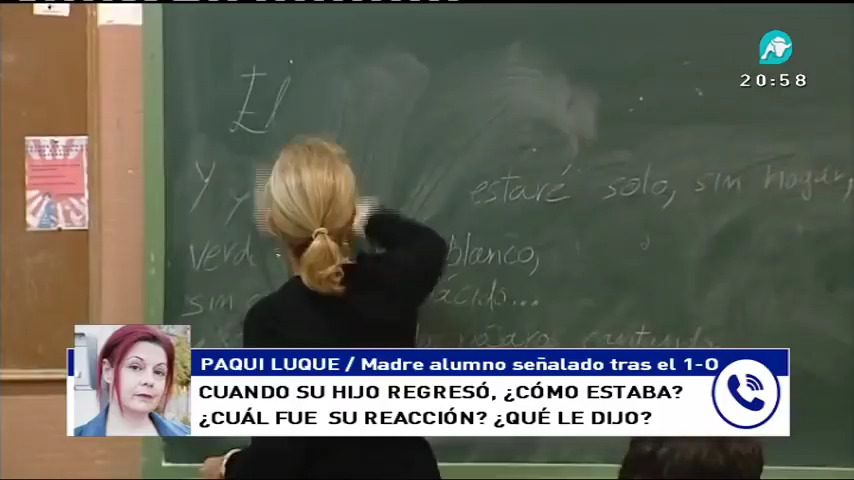 20:58
El
Y y estaré solo, sin hogar,
blanco,
sin
PAQUI LUQUE / Madre alumno señalado tras el 1-O
CUANDO SU HIJO REGRESÓ, ¿CÓMO ESTABA?
¿CUÁL FUE SU REACCIÓN? ¿QUÉ LE DIJO?